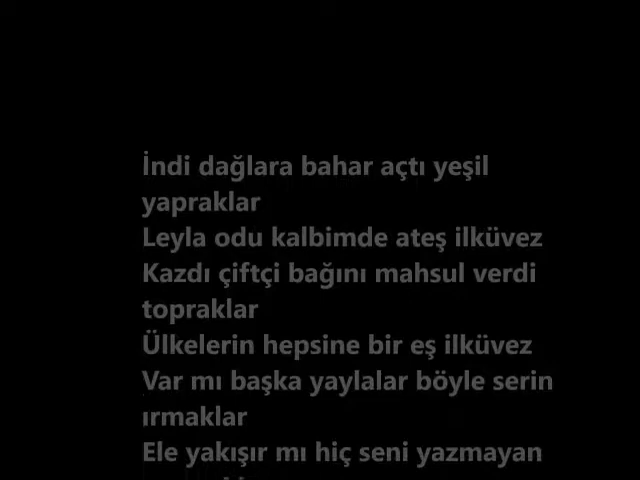 İndi dağlara bahar açtı yeşil
yapraklar
Leyla odu kalbimde ateş ilküvez
Kazdı çiftçi bağını mahsul verdi
topraklar
Ülkelerin hepsine bir eş ilküvez
Var mı başka yaylalar böyle serin
ırmaklar
Ele yakışır mı hiç seni yazmayan